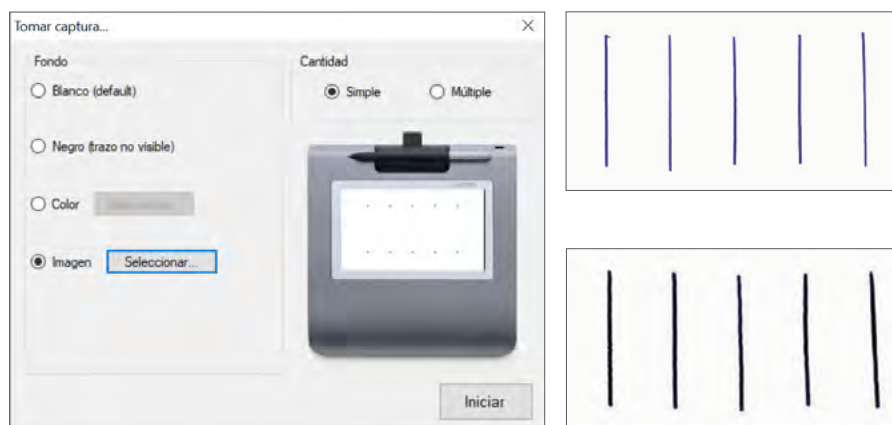 Tomar captura...
Fondo
Blanco (default)
Negro (trazo no visible)
Color
Imagen Seleccionar...
Cantidad
Simple Múltiple
Iniciar